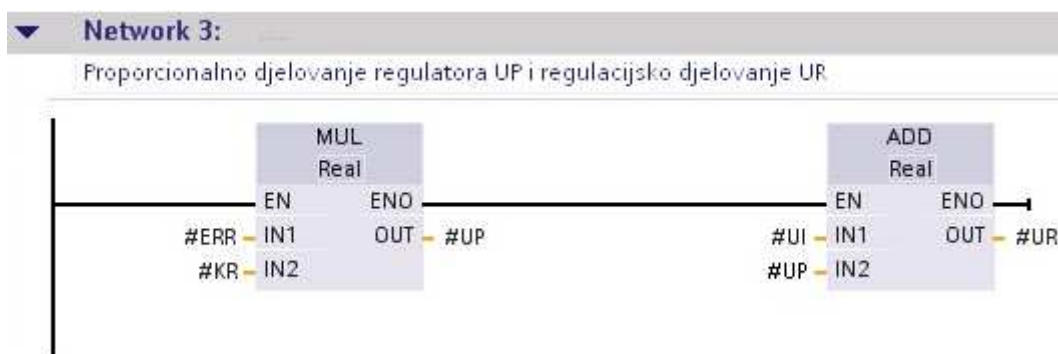 Network 3:
Proporcionalno djelovanje regulatora UP i regulacijsko djelovanje UR
MUL
Real
EN ENO
#ERR IN1 OUT #UP
#KR IN2
ADD
Real
EN ENO
#UI IN1 OUT #UR
#UP IN2